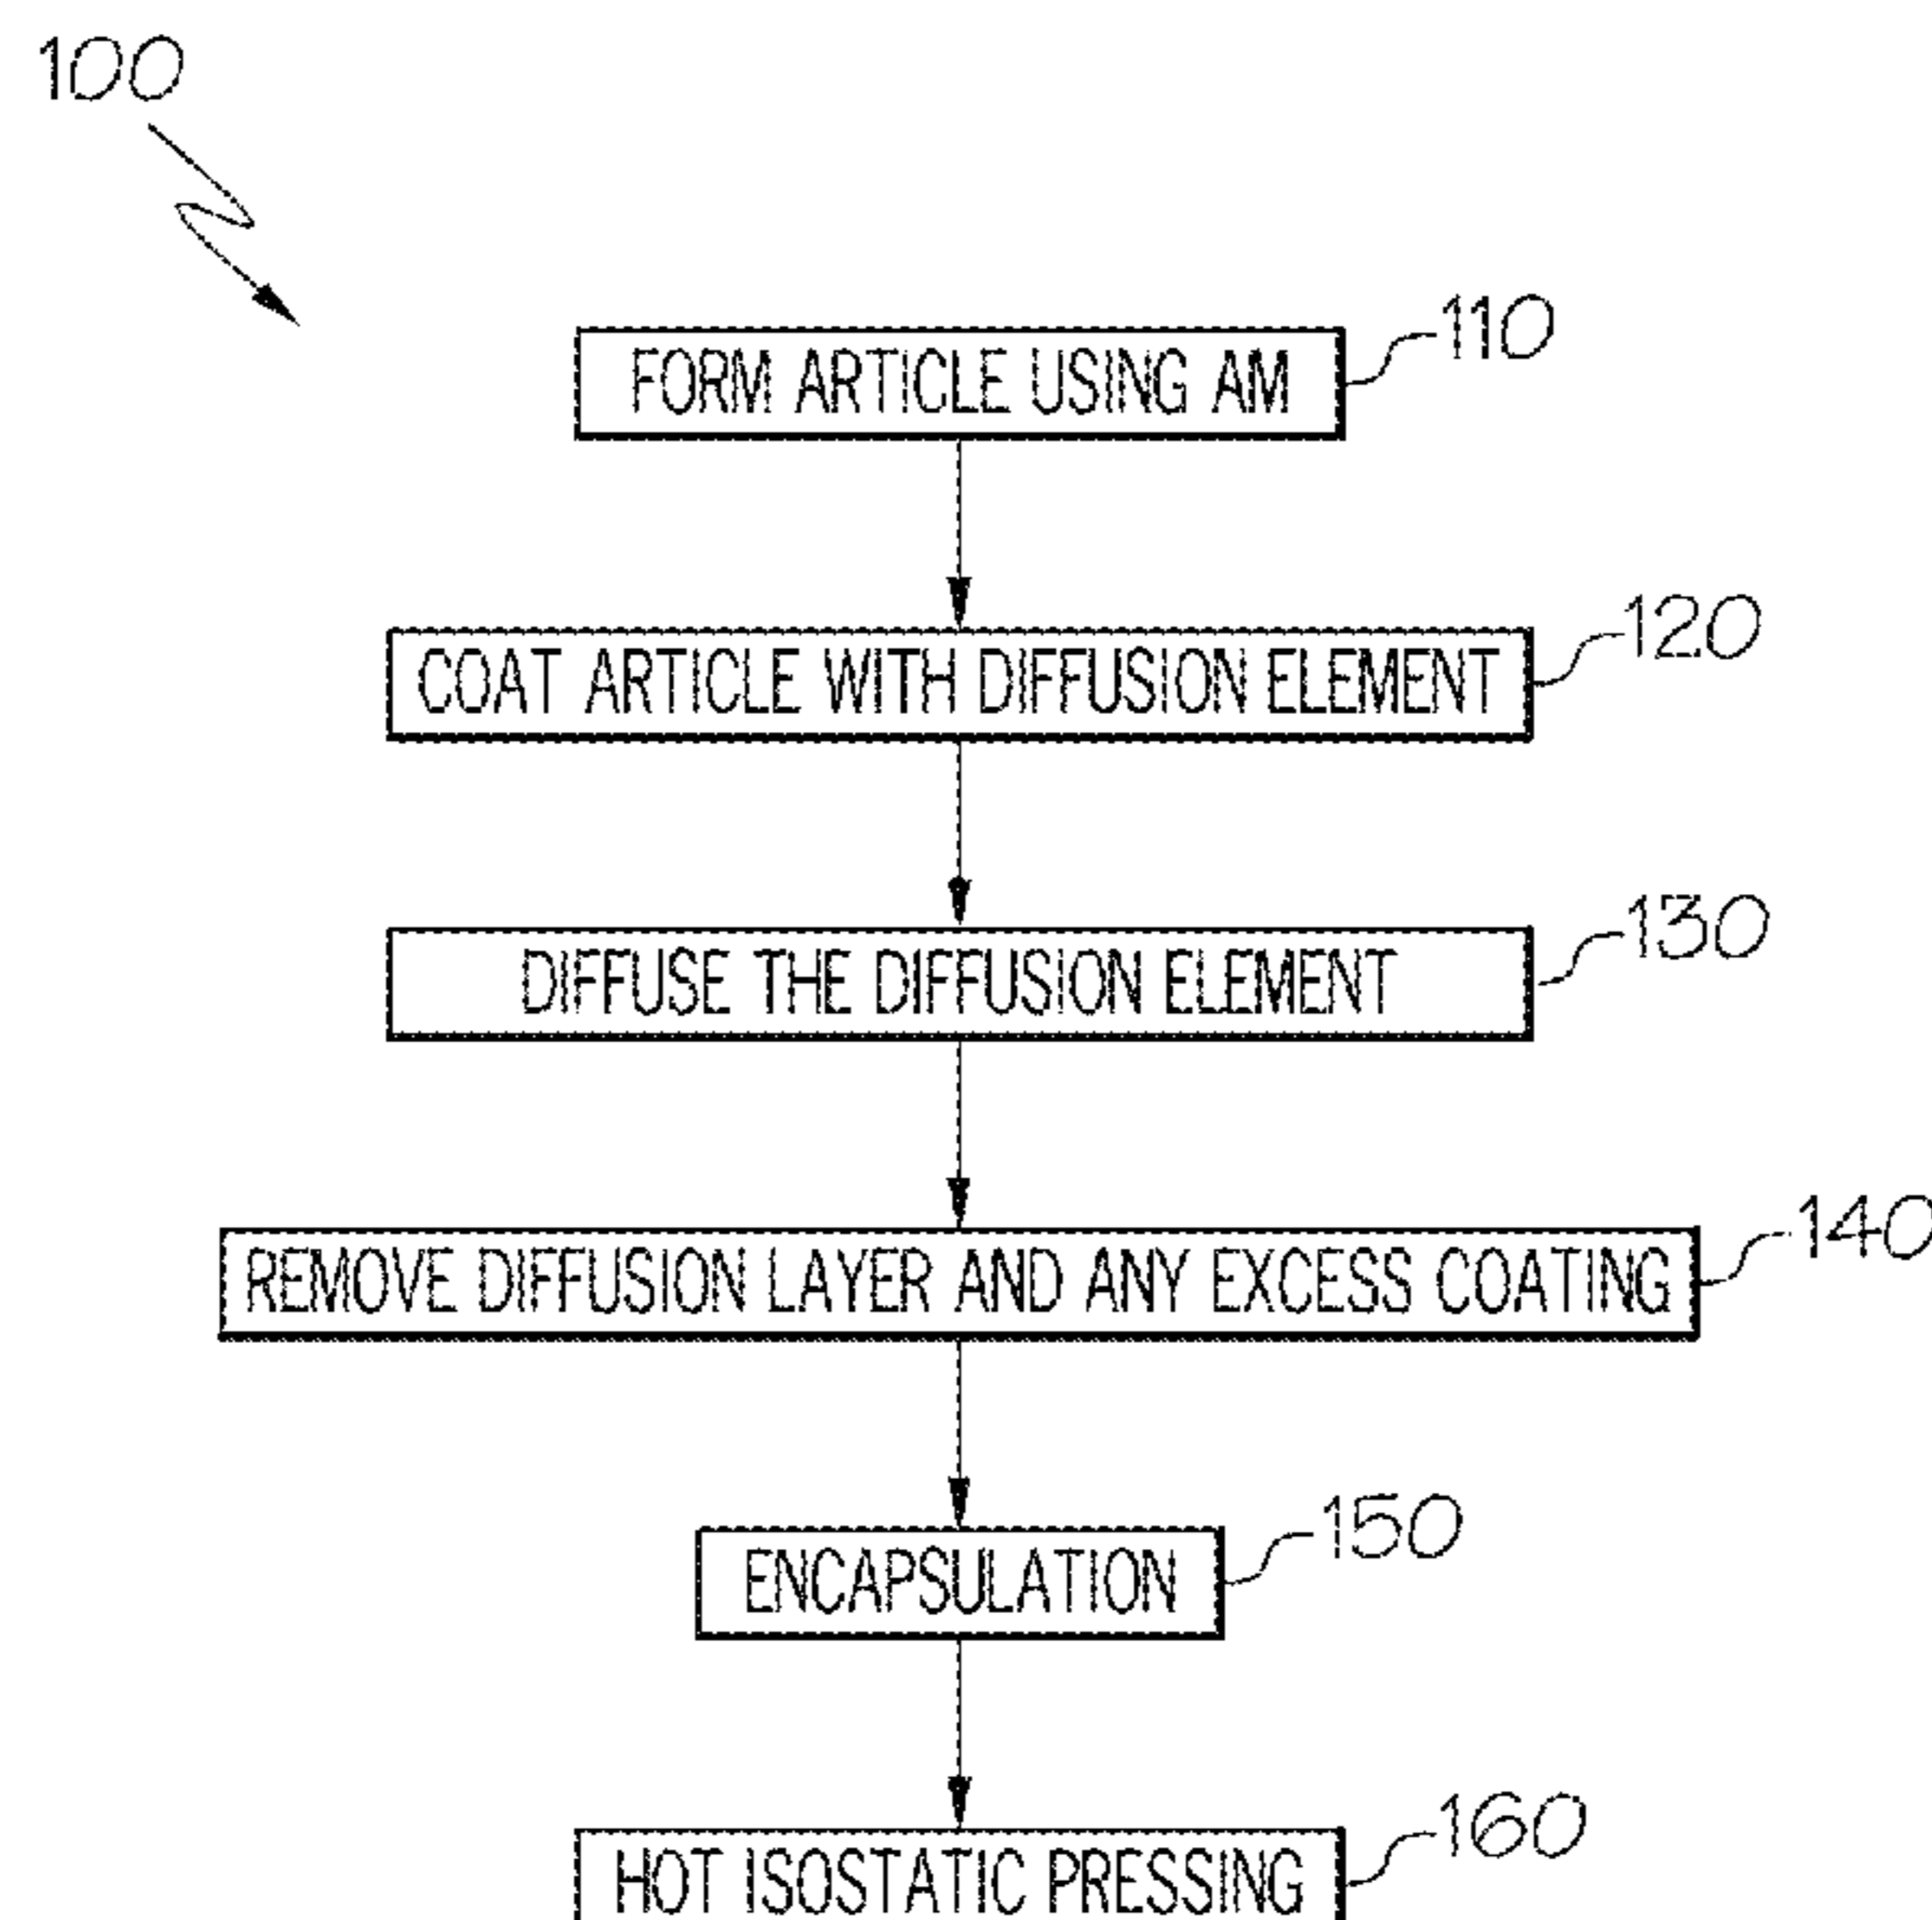 100
FORM ARTICLE USING AM
110
COAT ARTICLE WITH DIFFUSION ELEMENT
120
DIFFUSE THE DIFFUSION ELEMENT
130
REMOVE DIFFUSION LAYER AND ANY EXCESS COATING
140
ENCAPSULATION
150
HOT ISOSTATIC PRESSING
160